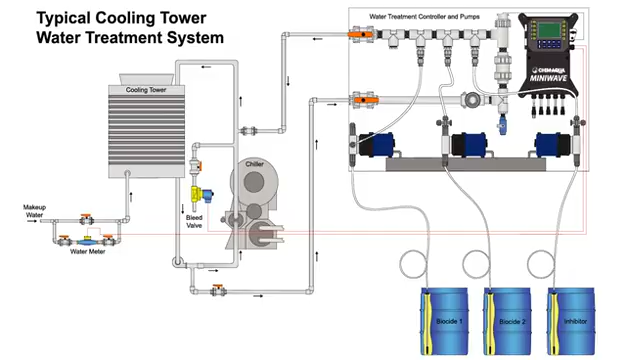 Typical Cooling Tower
Water Treatment System
Water Treatment Controller and Pumps
CHEMAQUA
MINIWAVE
Cooling Tower
Chiller
Makeup
Water
Bleed
Valve
Water Meter
Biocide 1
Biocide 2
Inhibitor